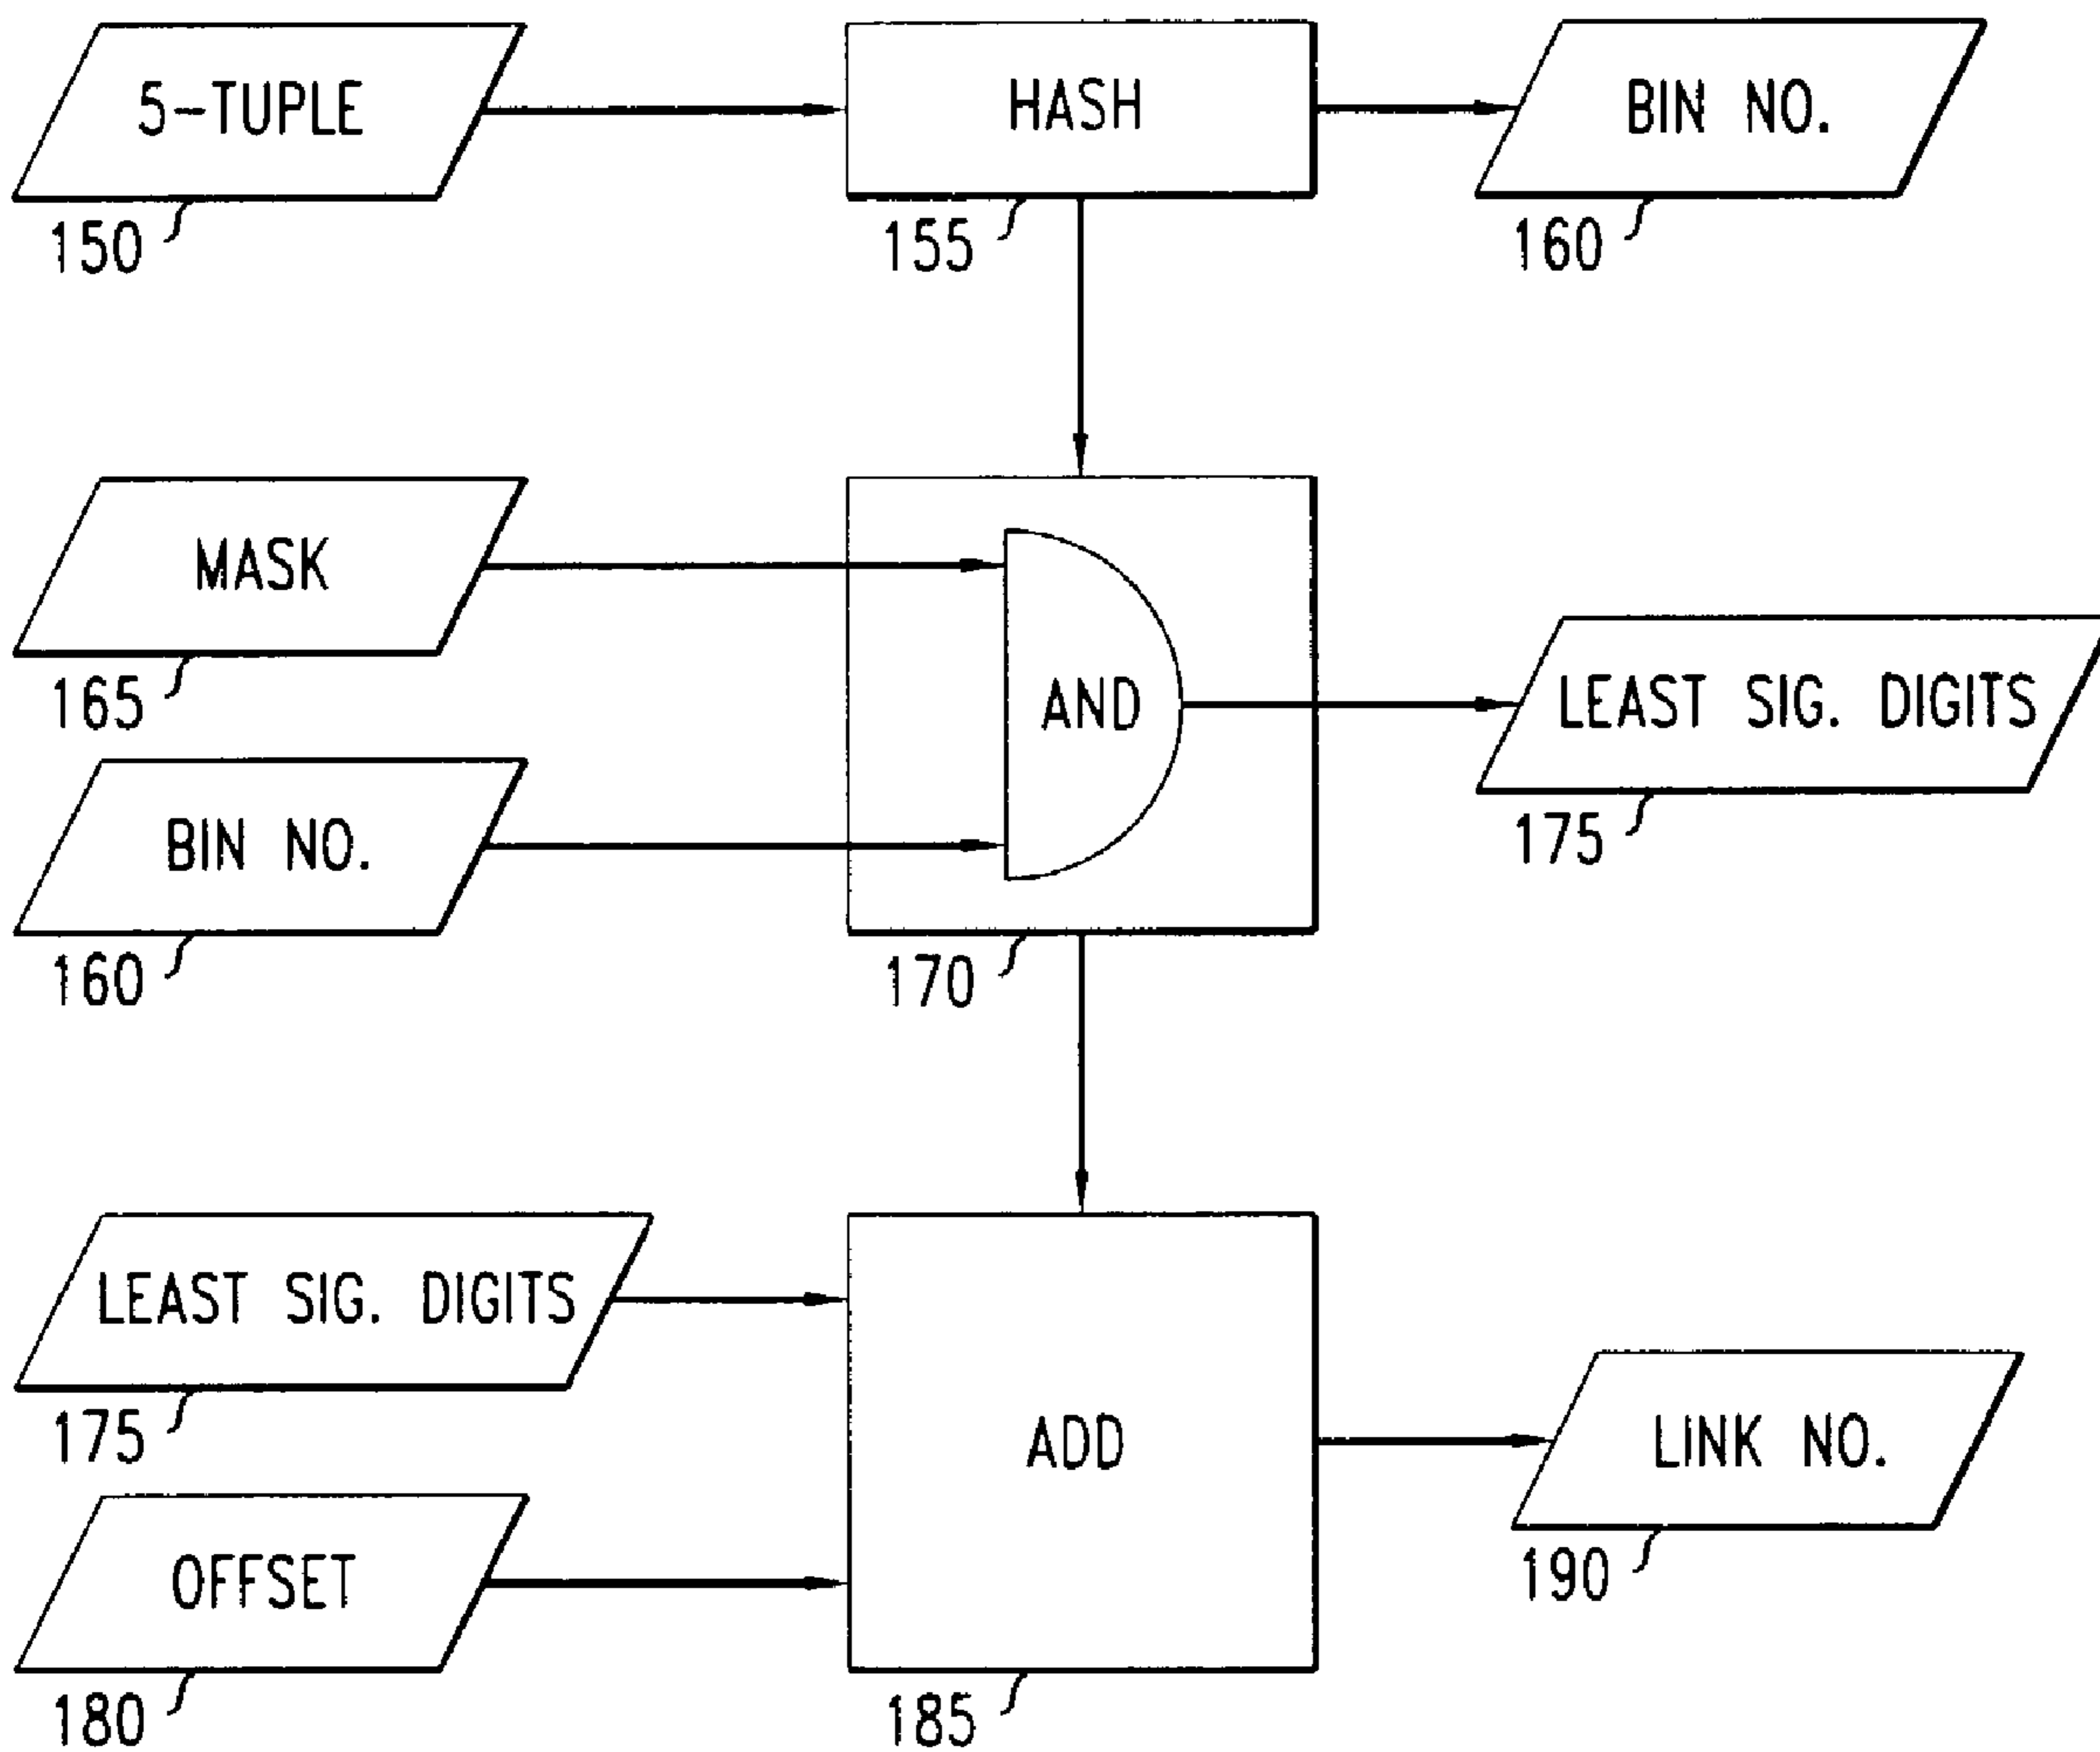 5-TUPLE
HASH
BIN NO.
150
155
160
MASK
165
AND
LEAST SIG. DIGITS
175
BIN NO.
160
170
LEAST SIG. DIGITS
175
ADD
LINK NO.
190
OFFSET
180
185